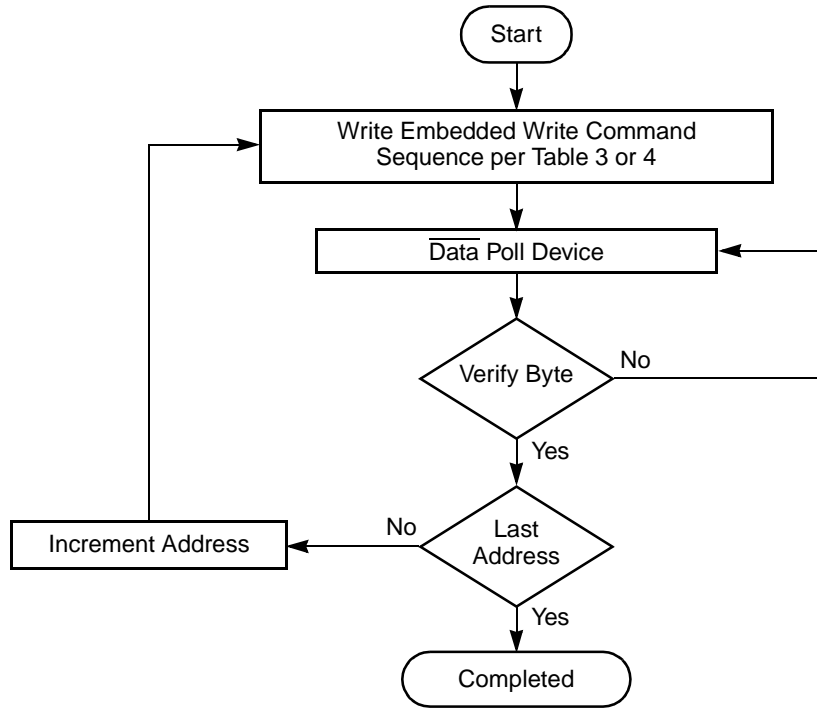 Start
Write Embedded Write Command
Sequence per Table 3 or 4
Data Poll Device
Verify Byte
No
Yes
Last
Address
No
Increment Address
Yes
Completed